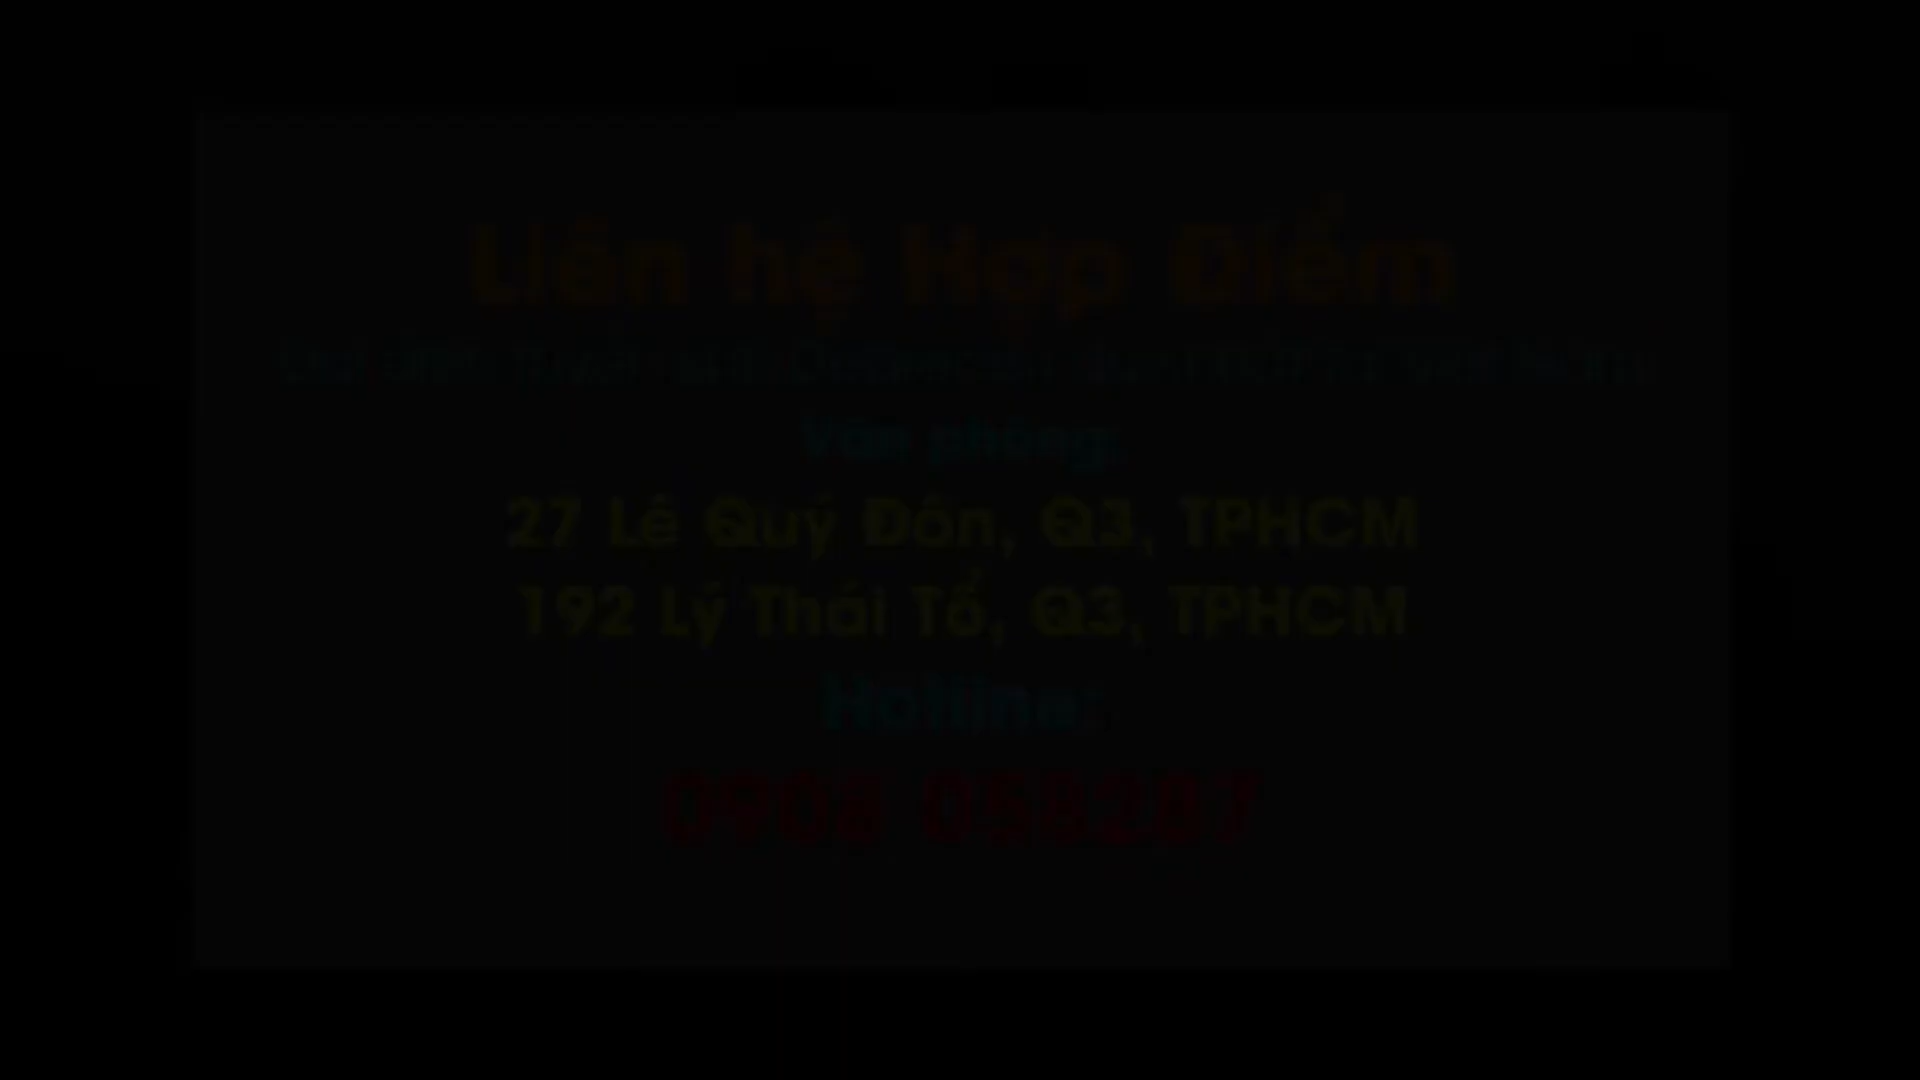 Liên hệ Hợp Điểm
Văn phòng:
27 Lê Quý Đôn, Q3, TPHCM
192 Lý Thái Tổ, Q3, TPHCM
Hotline:
0908 058287